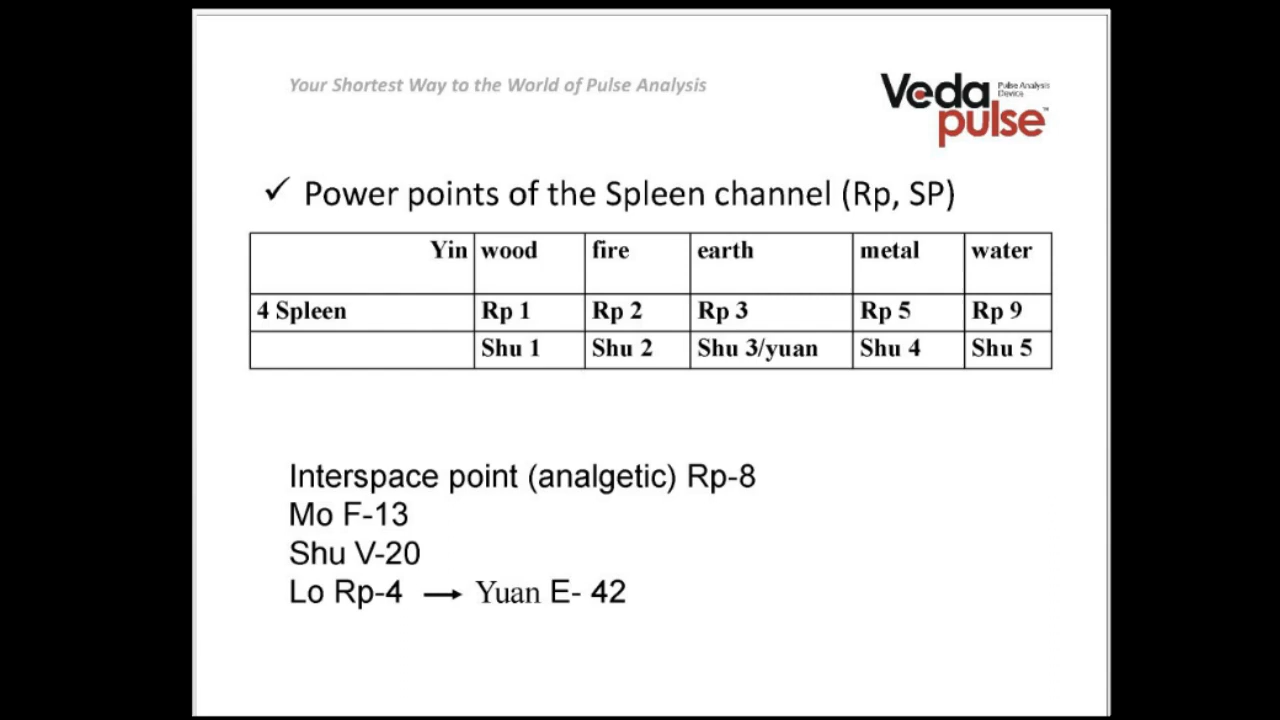 Your Shortest Way to the World of Pulse Analysis
Veda Pulse Analysis Device
pulse™
✓ Power points of the Spleen channel (Rp, SP)
Yin wood fire earth metal water
4 Spleen Rp 1 Rp 2 Rp 3 Rp 5 Rp 9
Shu 1 Shu 2 Shu 3/yuan Shu 4 Shu 5
Interspace point (analgetic) Rp-8
Mo F-13
Shu V-20
Lo Rp-4 → Yuan E- 42